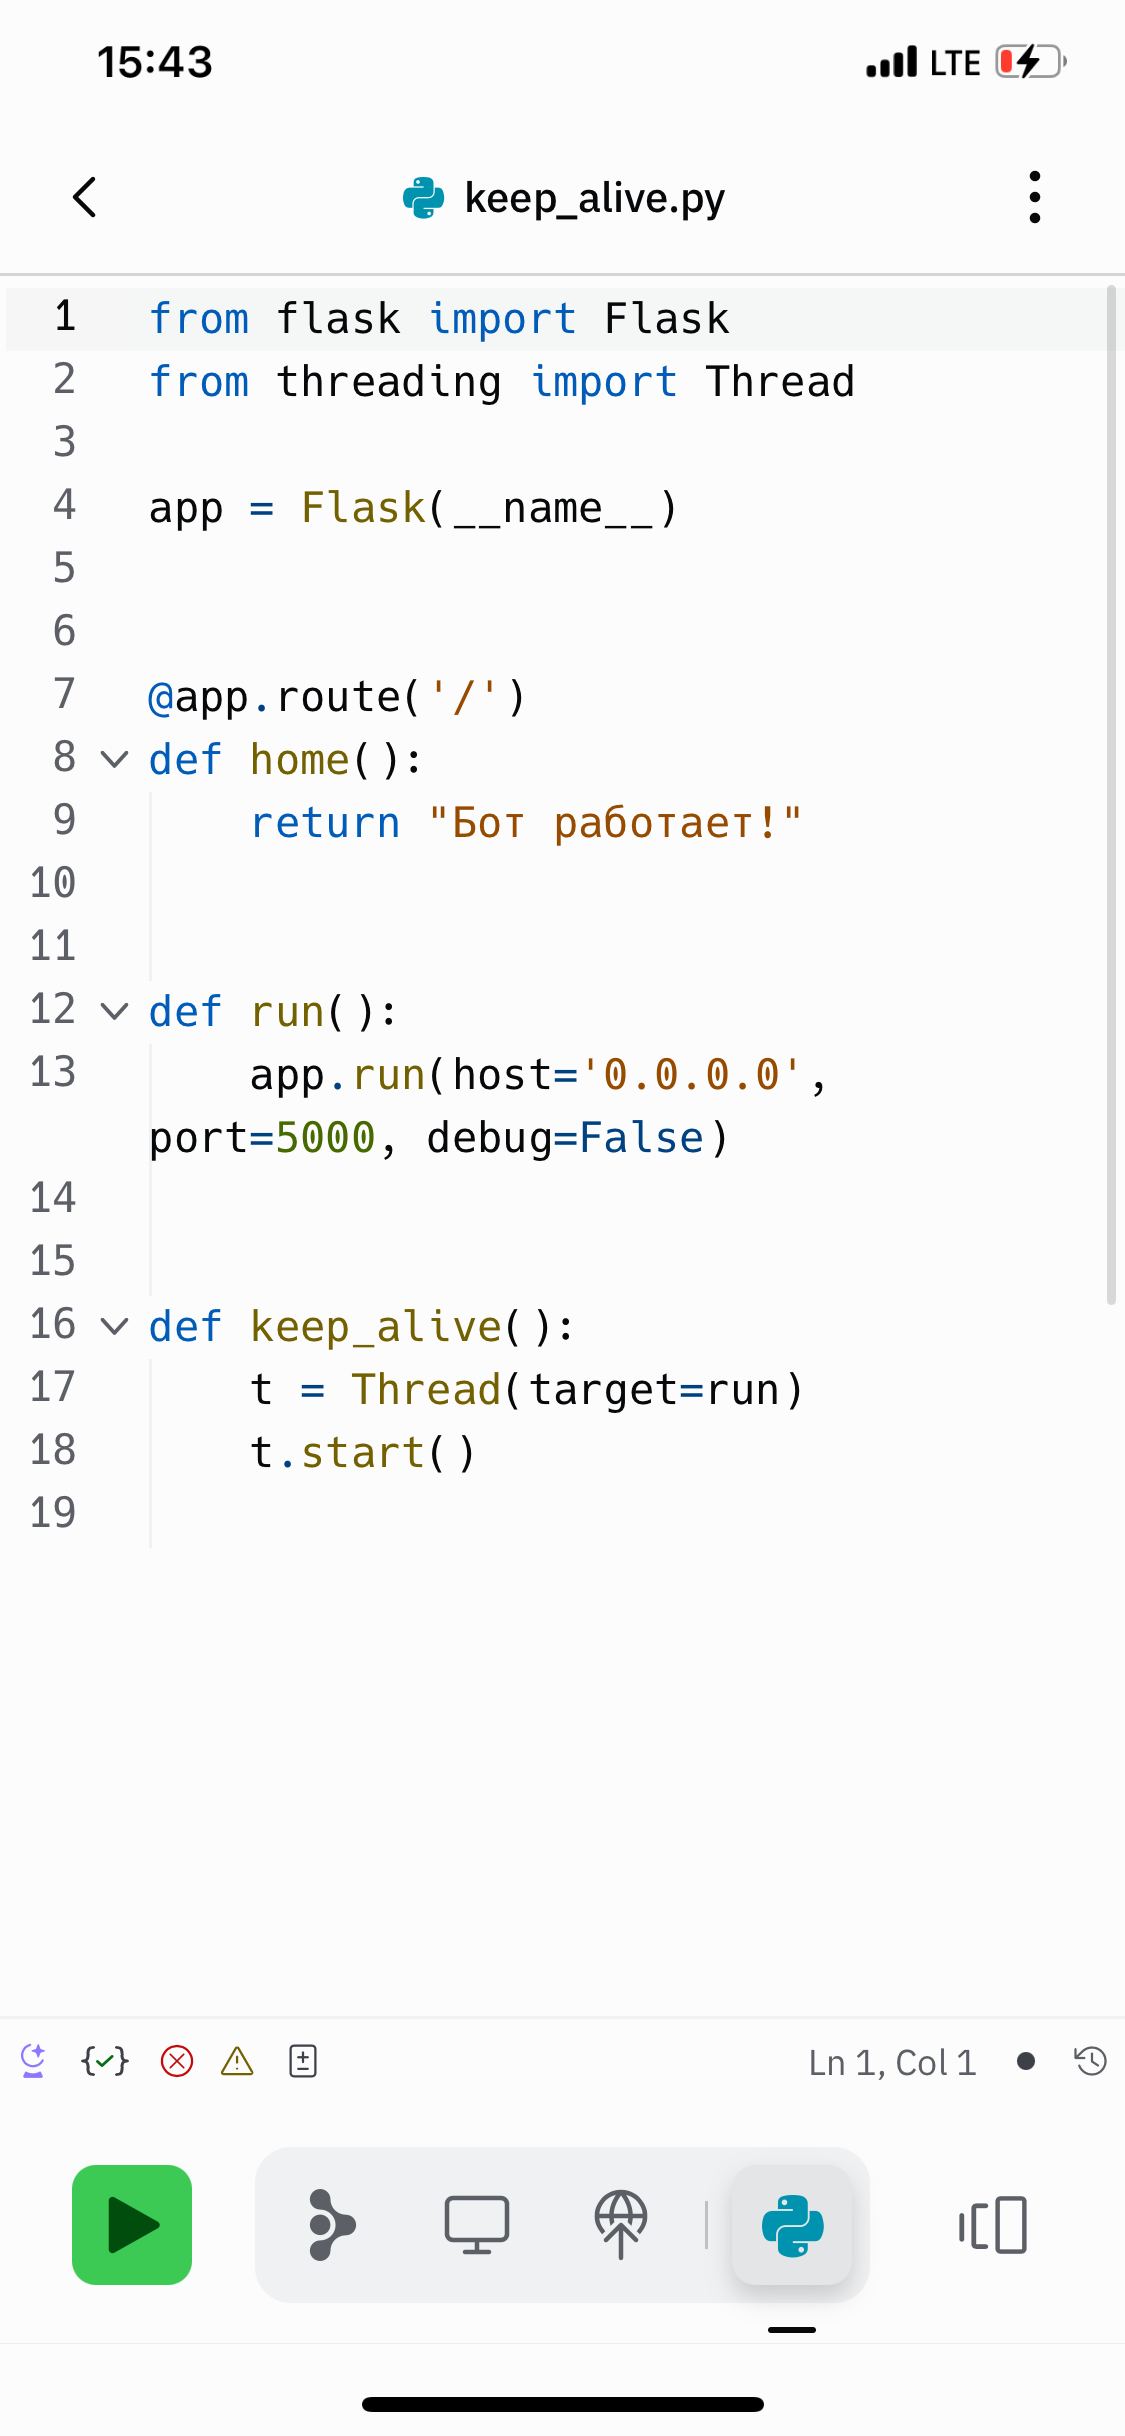 15:43
LTE
keep_alive.py
1 from flask import Flask
2 from threading import Thread
3
4 app = Flask(__name__)
5
6
7 @app.route('/')
8 def home():
9     return "Бот работает!"
10
11
12 def run():
13     app.run(host='0.0.0.0',
port=5000, debug=False)
14
15
16 def keep_alive():
17     t = Thread(target=run)
18     t.start()
19
Ln 1, Col 1